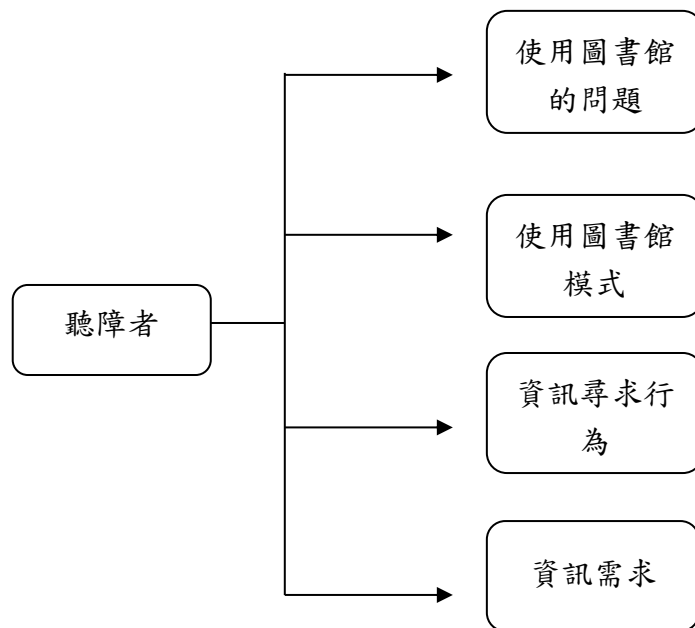 使用圖書館
的問題
使用圖書館
模式
聽障者
資訊尋求行
為
資訊需求